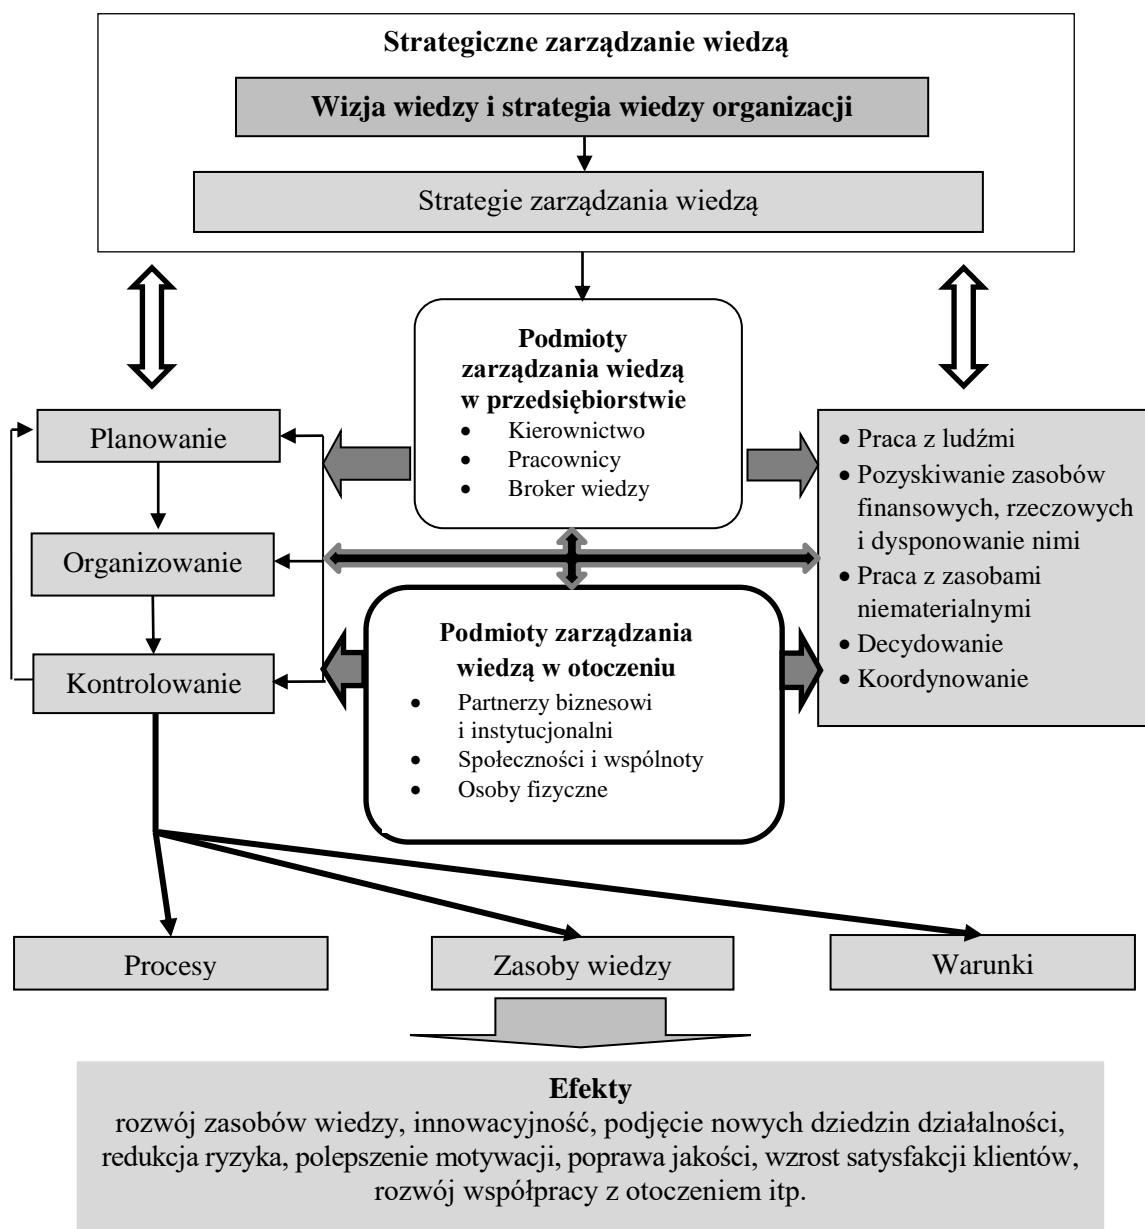 Strategiczne zarządzanie wiedzą
Wizja wiedzy i strategia wiedzy organizacji
Strategie zarządzania wiedzą
Podmioty
zarządzania wiedzą
w przedsiębiorstwie
• Kierownictwo
• Pracownicy
• Broker wiedzy
Planowanie
Organizowanie
Kontrolowanie
• Praca z ludźmi
• Pozyskiwanie zasobów
finansowych, rzeczowych
i dysponowanie nimi
• Praca z zasobami
niematerialnymi
• Decydowanie
• Koordynowanie
Podmioty zarządzania
wiedzą w otoczeniu
• Partnerzy biznesowi
i instytucjonalni
• Społeczności i wspólnoty
• Osoby fizyczne
Procesy
Zasoby wiedzy
Warunki
Efekty
rozwój zasobów wiedzy, innowacyjność, podjęcie nowych dziedzin działalności,
redukcja ryzyka, polepszenie motywacji, poprawa jakości, wzrost satysfakcji klientów,
rozwój współpracy z otoczeniem itp.